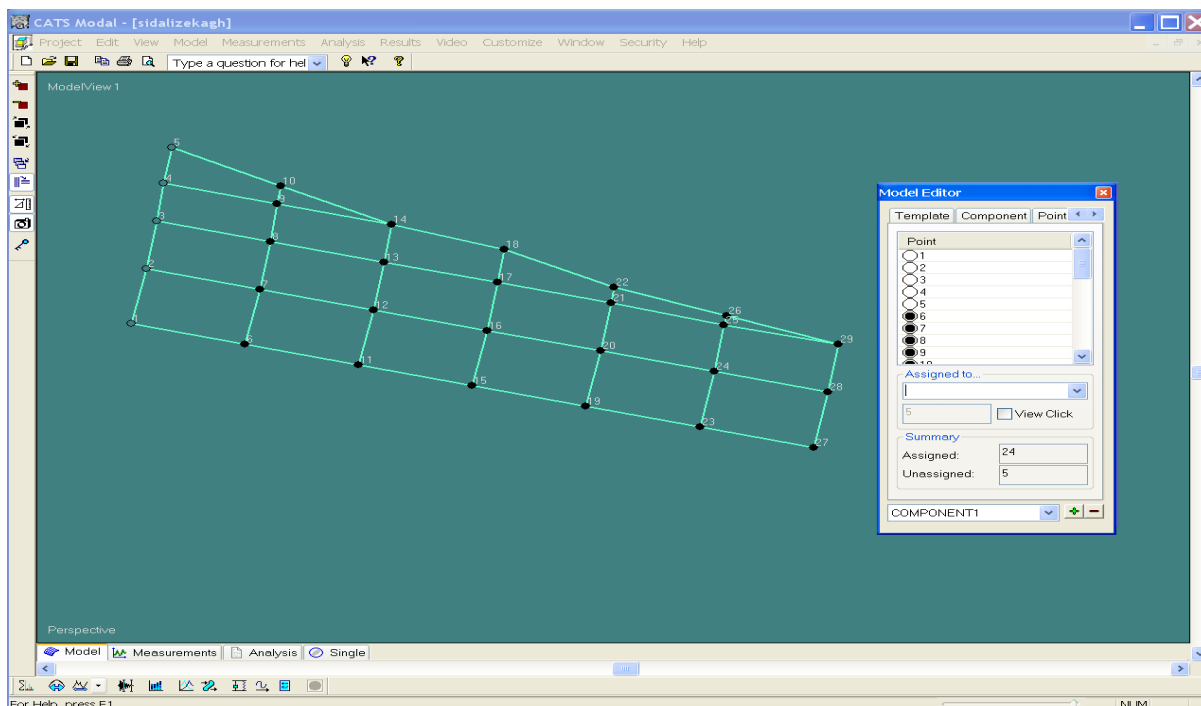 CATS Modal - [sidalizekagh]
Project Edit View Model Measurements Analysis Results Video Customize Window Security Help
Type a question for hel
ModelView 1
5
4
10
9
3
14
8
18
2
13
17
22
7
21
26
25
1
12
16
29
6
20
11
24
15
28
19
23
27
Model Editor
Template Component Point
Point
1
2
3
4
5
6
7
8
9
10
Assigned to...
5 View Click
Summary
Assigned: 24
Unassigned: 5
COMPONENT1
Perspective
Model Measurements Analysis Single
For Help, press F1 NUM